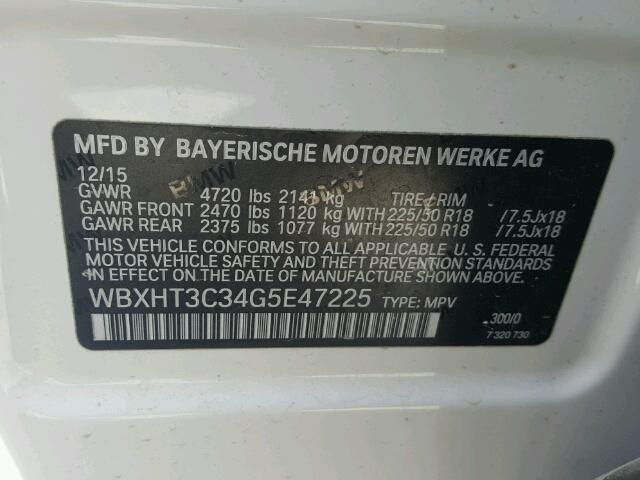 MFD BY BAYERISCHE MOTOREN WERKE AG
12/15
GVWR 4720 lbs 2141 kg TIRE+RIM
GAWR FRONT 2470 lbs 1120 kg WITH 225/50 R18 /7.5Jx18
GAWR REAR 2375 lbs 1077 kg WITH 225/50 R18 /7.5Jx18
THIS VEHICLE CONFORMS TO ALL APPLICABLE U. S. FEDERAL
MOTOR VEHICLE SAFETY AND THEFT PREVENTION STANDARDS
IN EFFECT ON THE DATE OF MANUFACTURE SHOWN ABOVE.
WBXHT3C34G5E47225 TYPE: MPV
300/0
7 320 730
BMW
BMW